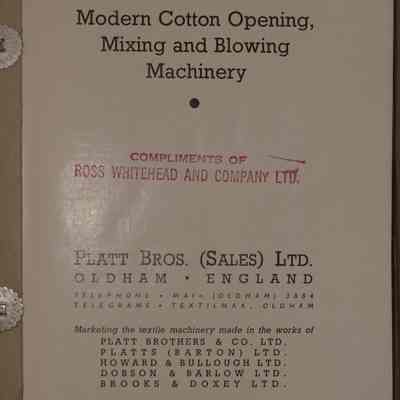 Modern Cotton Opening,
Mixing and Blowing
Machinery
COMPLIMENTS OF
ROSS WHITEHEAD AND COMPANY LTD.
PLATT BROS. (SALES) LTD.
OLDHAM • ENGLAND
TELEPHONE • MAIn (OLDHAM) 3884
TELEGRAMS • TEXTILMAK, OLDHAM
Marketing the textile machinery made in the works of
PLATT BROTHERS & CO. LTD.
PLATTS (BARTON) LTD.
HOWARD & BULLOUGH LTD.
DOBSON & BARLOW LTD.
BROOKS & DOXEY LTD.